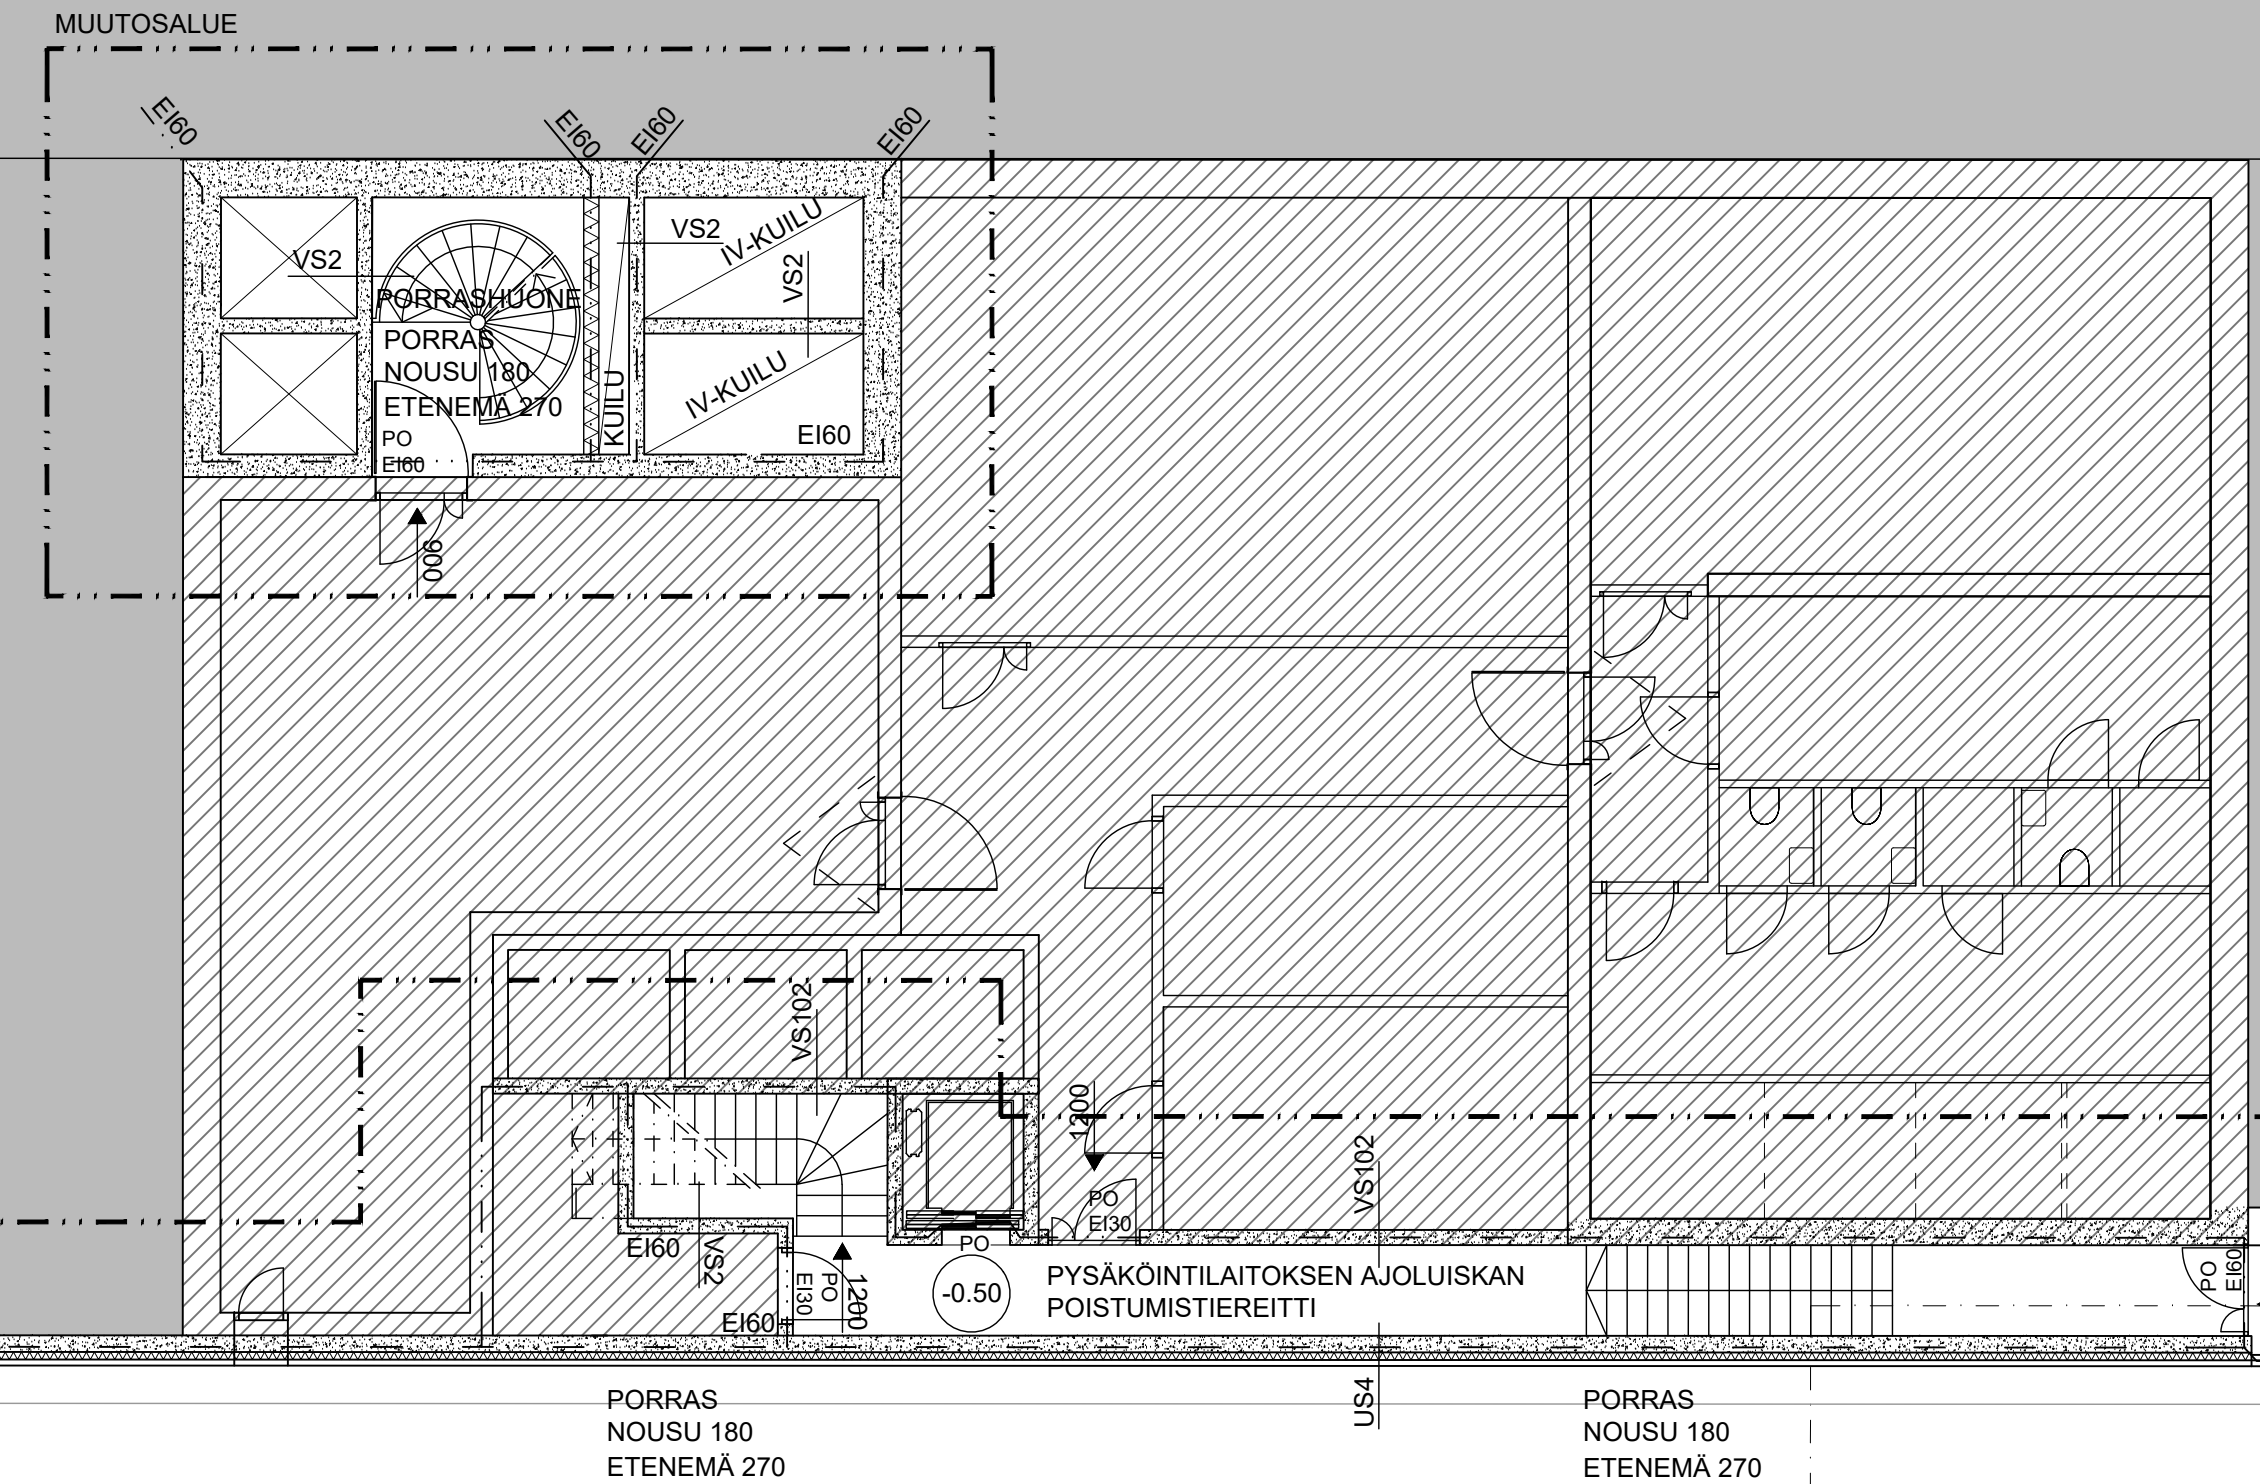 MUUTOSALUE
EI60
EI60
EI60
EI60
VS2
VS2
IV-KUILU
VS2
PORRASHUONE
PORRAS
NOUSU 180
ETENEMÄ 270
PO
EI60
KUILU
IV-KUILU
EI60
900
VS102
1200
VS102
PO
EI30
EI60
VS2
EI60
EI30
PO
1200
PO
-0.50
PYSÄKÖINTILAITOKSEN AJOLUISKAN
POISTUMISTIEREITTI
PO
EI60
US4
PORRAS
NOUSU 180
ETENEMÄ 270
PORRAS
NOUSU 180
ETENEMÄ 270